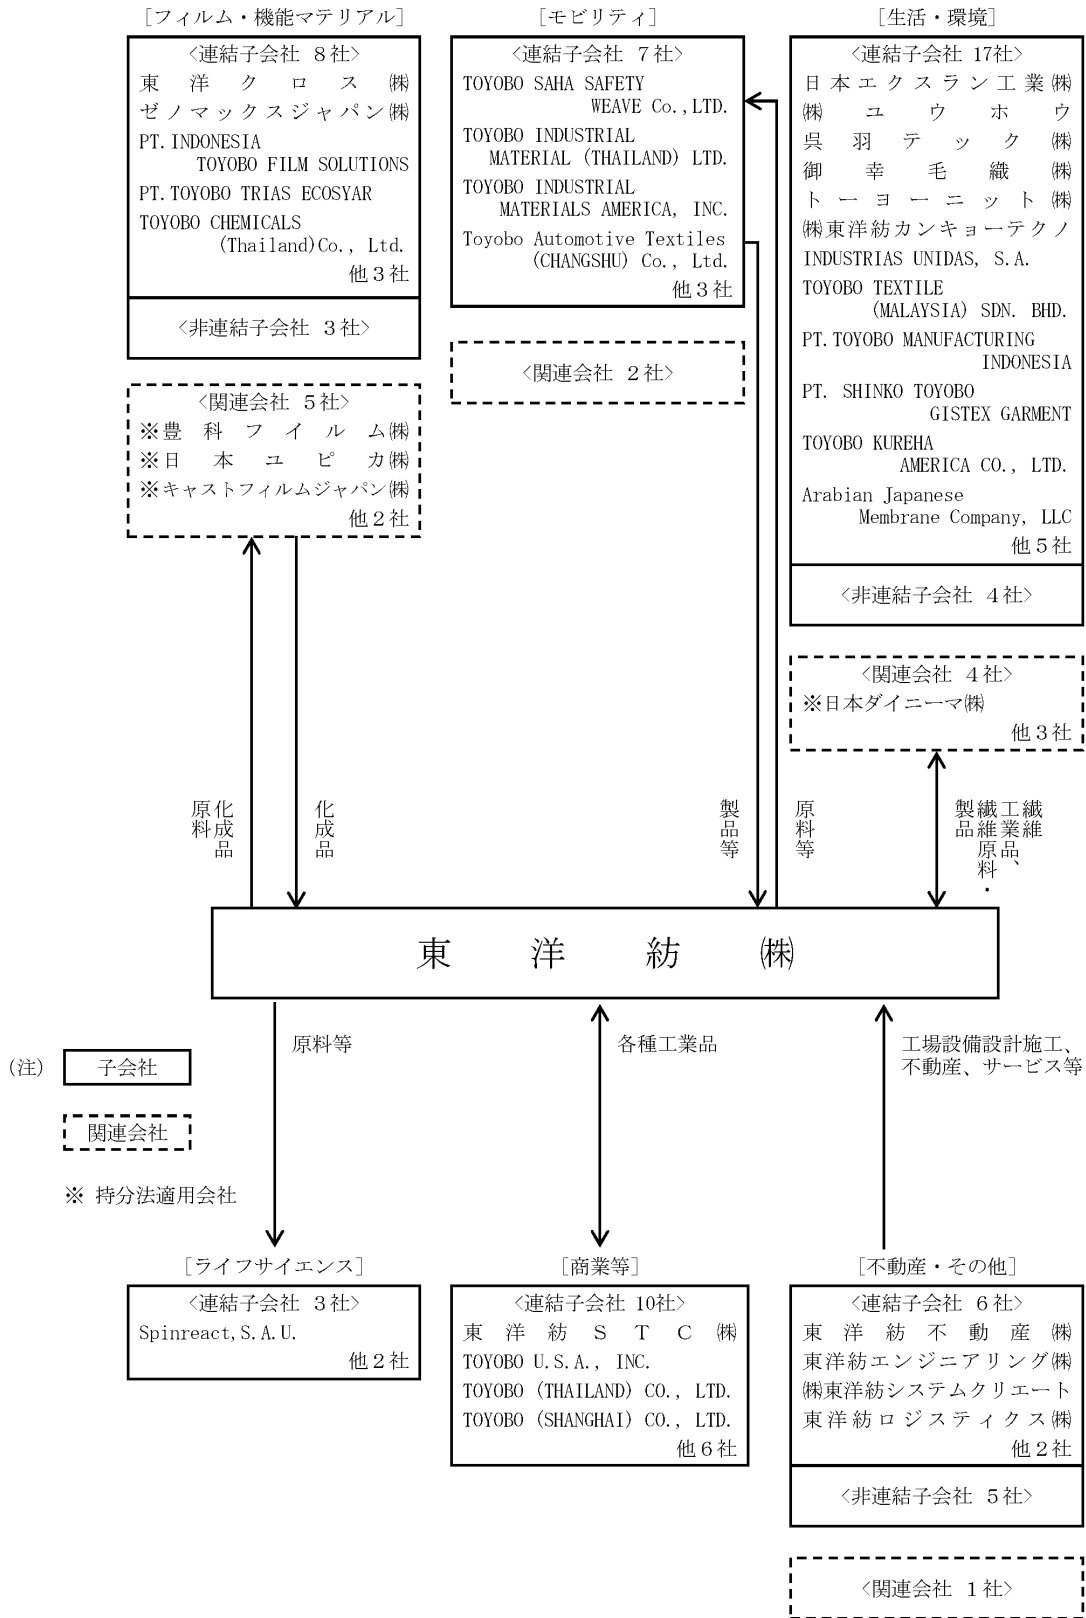 [フィルム・機能マテリアル]
<連結子会社 8社>
東洋クロス㈱
ゼノマックスジャパン㈱
PT.INDONESIA
TOYOBO FILM SOLUTIONS
PT.TOYOBO TRIAS ECOSYAR
TOYOBO CHEMICALS
(Thailand)Co., Ltd.
他3社
<非連結子会社 3社>
<関連会社 5社>
※豊科フイルム㈱
※日本ユピカ㈱
※キャストフィルムジャパン㈱
他2社
[モビリティ]
<連結子会社 7社>
TOYOBO SAHA SAFETY
WEAVE Co.,LTD.
TOYOBO INDUSTRIAL
MATERIAL (THAILAND) LTD.
TOYOBO INDUSTRIAL
MATERIALS AMERICA, INC.
Toyobo Automotive Textiles
(CHANGSHU) Co., Ltd.
他3社
<関連会社 2社>
[生活・環境]
<連結子会社 17社>
日本エクスラン工業㈱
㈱ユウホウ
呉羽テック㈱
御幸毛織㈱
トーヨーニット㈱
㈱東洋紡カンキョーテクノ
INDUSTRIAS UNIDAS, S.A.
TOYOBO TEXTILE
(MALAYSIA) SDN. BHD.
PT.TOYOBO MANUFACTURING
INDONESIA
PT. SHINKO TOYOBO
GISTEX GARMENT
TOYOBO KUREHA
AMERICA CO., LTD.
Arabian Japanese
Membrane Company, LLC
他5社
<非連結子会社 4社>
<関連会社 4社>
※日本ダイニーマ㈱
他3社
化成品
原料
化成品
製品等
原料等
繊維
工業品、
繊維原料・
製品
東洋紡㈱
原料等
各種工業品
工場設備設計施工、
不動産、サービス等
(注)
子会社
関連会社
※ 持分法適用会社
[ライフサイエンス]
<連結子会社 3社>
Spinreact,S.A.U.
他2社
[商業等]
<連結子会社 10社>
東洋紡STC㈱
TOYOBO U.S.A., INC.
TOYOBO (THAILAND) CO., LTD.
TOYOBO (SHANGHAI) CO., LTD.
他6社
[不動産・その他]
<連結子会社 6社>
東洋紡不動産㈱
東洋紡エンジニアリング㈱
㈱東洋紡システムクリエート
東洋紡ロジスティクス㈱
他2社
<非連結子会社 5社>
<関連会社 1社>